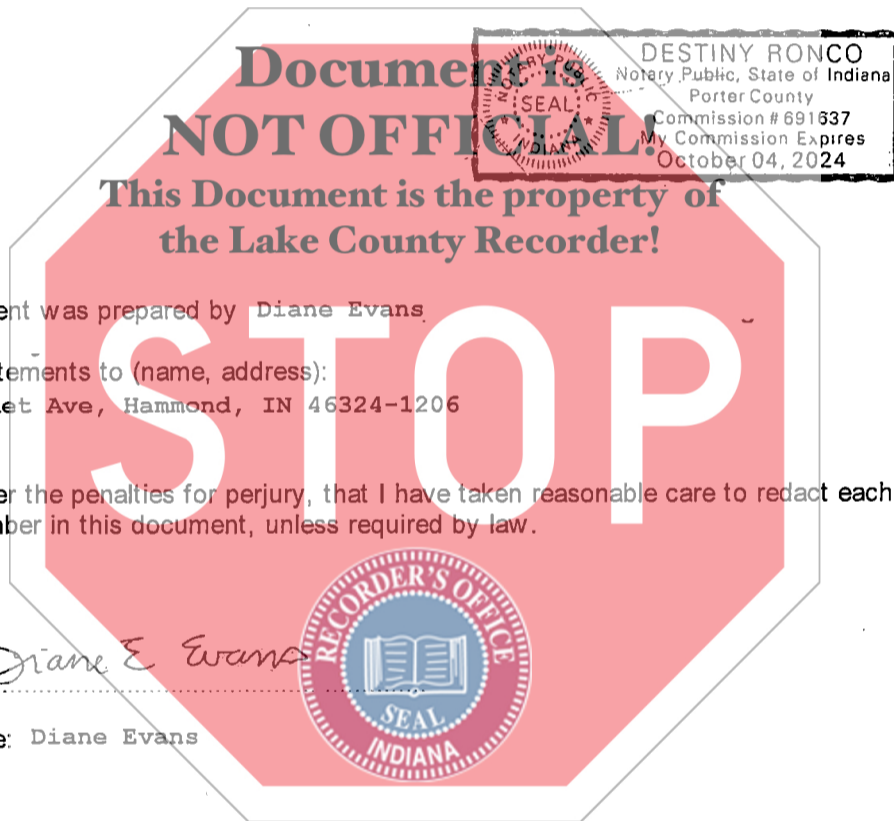 Document is
NOT OFFICIAL!
This Document is the property of
the Lake County Recorder!
DESTINY RONCO
Notary Public, State of Indiana
Porter County
Commission # 691637
My Commission Expires
October 04, 2024
NOTARY PUBLIC
SEAL
INDIANA
ent was prepared by Diane Evans
tements to (name, address):
et Ave, Hammond, IN 46324-1206
STOP
er the penalties for perjury, that I have taken reasonable care to redact each
ber in this document, unless required by law.
RECORDER'S OFFICE
SEAL
INDIANA
Diane E Evans
e: Diane Evans